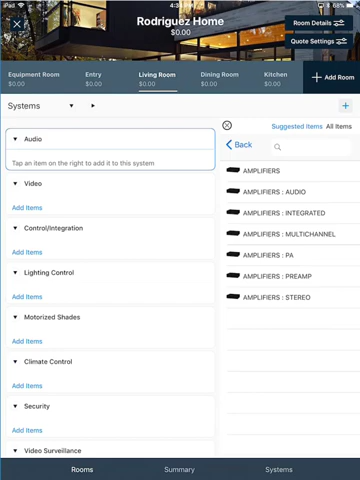 iPad
4:3
68%
Rodriguez Home
$0.00
Room Details
Quote Settings
Equipment Room
$0.00
Entry
$0.00
Living Room
$0.00
Dining Room
$0.00
Kitchen
$0.00
+ Add Room
Systems
+
Audio
Tap an item on the right to add it to this system
Video
Add Items
Control/Integration
Add Items
Lighting Control
Add Items
Motorized Shades
Add Items
Climate Control
Add Items
Security
Add Items
Video Surveillance
Suggested Items All Items
Back
AMPLIFIERS
AMPLIFIERS : AUDIO
AMPLIFIERS : INTEGRATED
AMPLIFIERS : MULTICHANNEL
AMPLIFIERS : PA
AMPLIFIERS : PREAMP
AMPLIFIERS : STEREO
Rooms
Summary
Systems